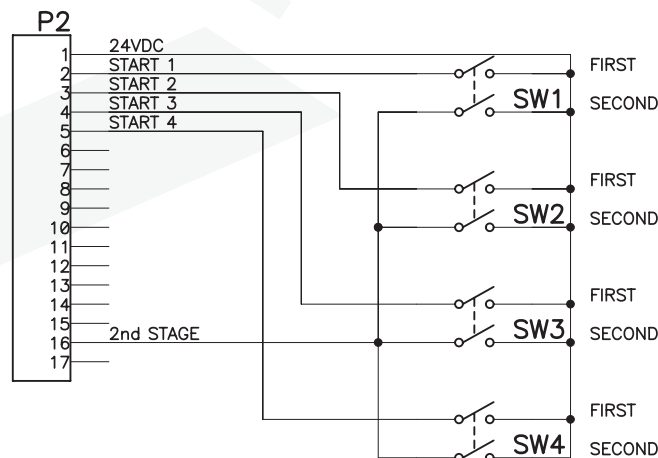 P2
1 24VDC
2 START 1 FIRST
3 START 2
4 START 3 SW1 SECOND
5 START 4
6
7
8 FIRST
9
10 SW2 SECOND
11
12
13
14 FIRST
15
16 2nd STAGE SW3 SECOND
17
FIRST
SW4 SECOND